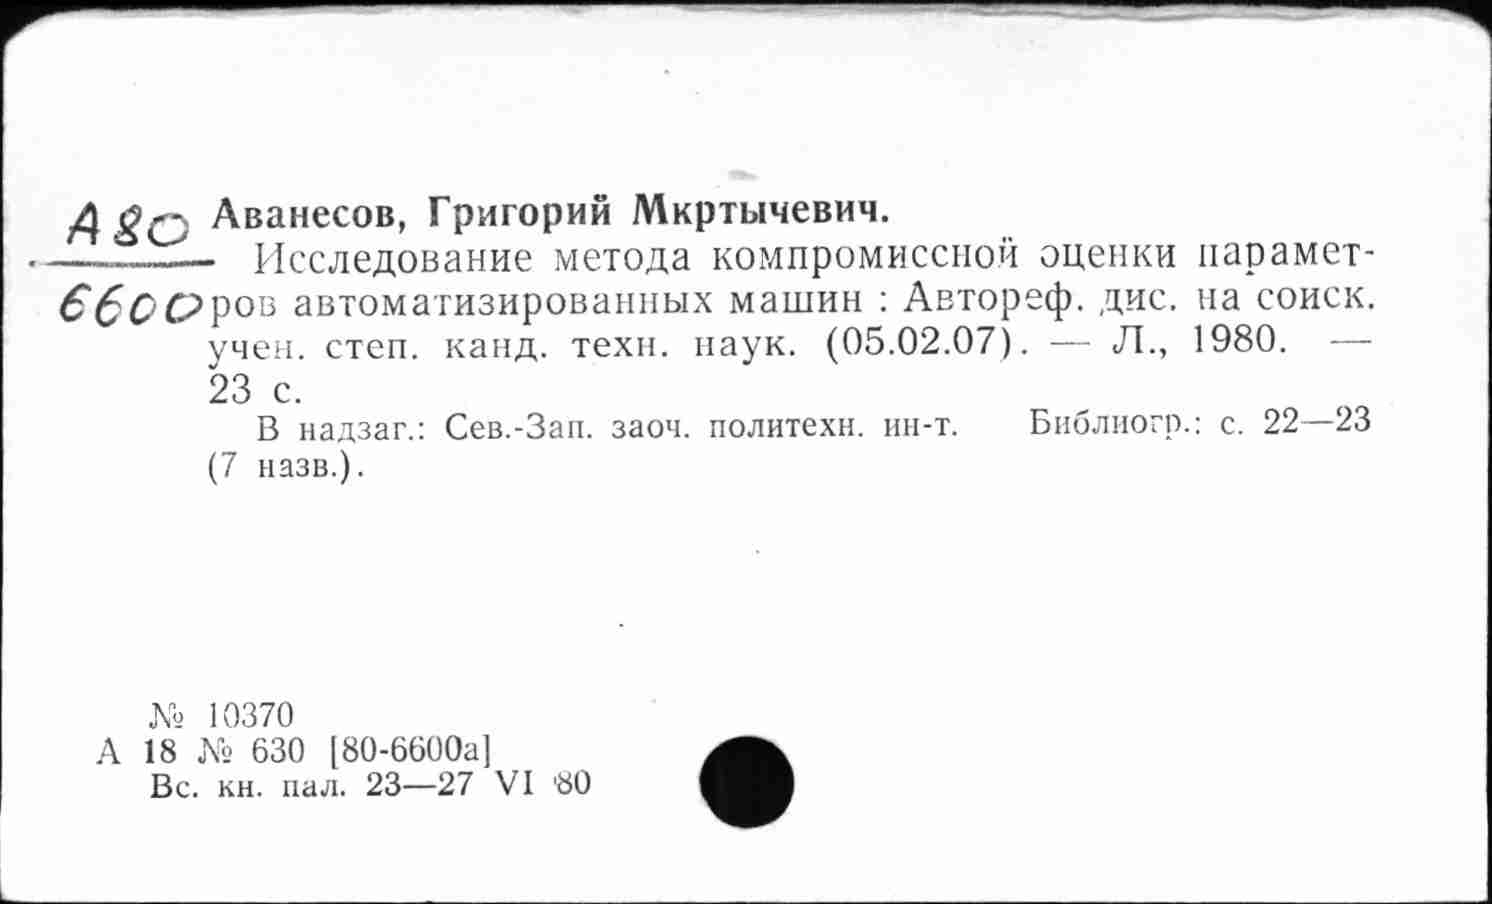 А80 Аванесов, Григорий Мкртычевич.
Исследование метода компромиссной оценки парамет-
6600 ров автоматизированных машин : Автореф. дис. на соиск.
учен. степ. канд. техн. наук. (05.02.07). — Л., 1980. —
23 с.
В надзаг.: Сев.-Зап. заоч. политехн. ин-т. Библиогр.: с. 22—23
(7 назв.).
№ 10370
А 18 № 630 [80-6600а]
Вс. кн. пал. 23—27 VI '80